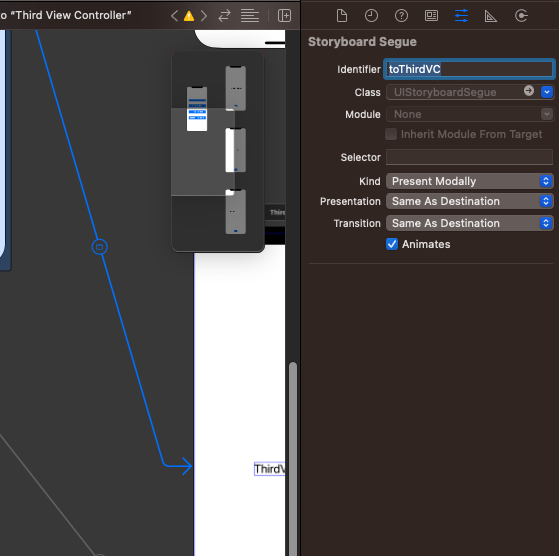 o “Third View Controller”
Storyboard Segue
Identifier toThirdVC
Class UIStoryboardSegue
Module None
Inherit Module From Target
Selector
Kind Present Modally
Presentation Same As Destination
Transition Same As Destination
Animates
Third
ThirdV